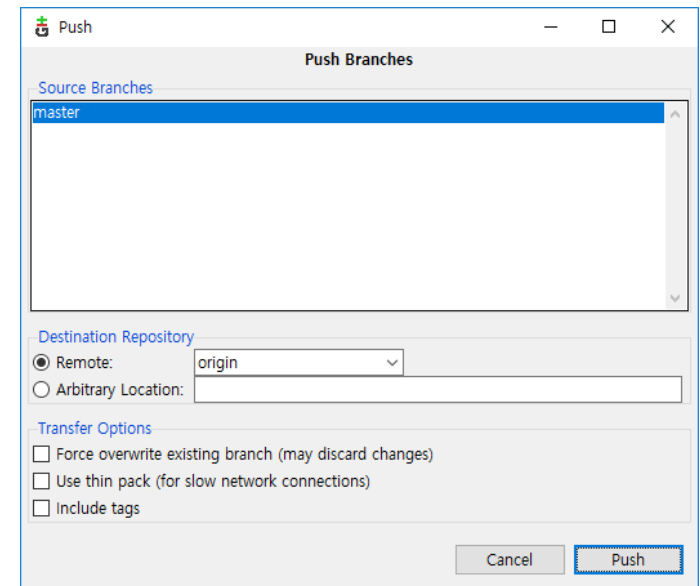 Push
Push Branches
Source Branches
master
Destination Repository
Remote: origin
Arbitrary Location:
Transfer Options
Force overwrite existing branch (may discard changes)
Use thin pack (for slow network connections)
Include tags
Cancel Push